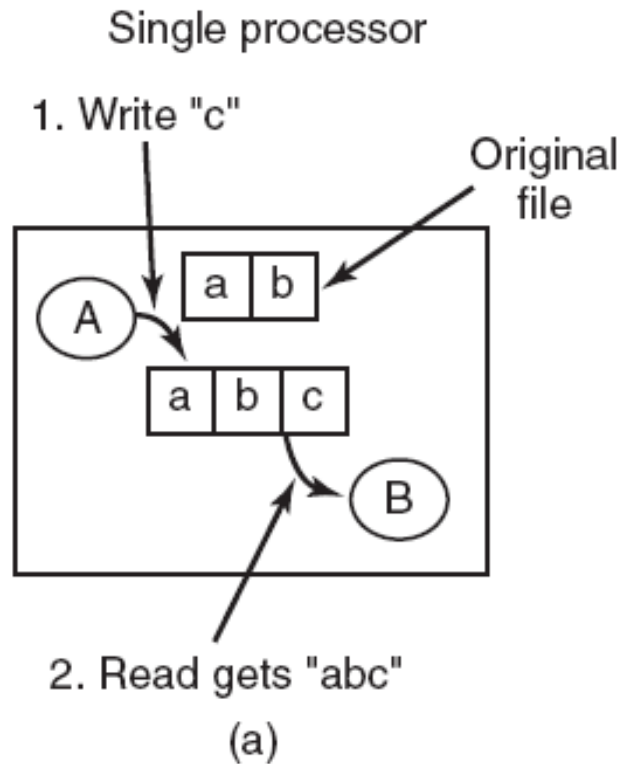 Single processor
1. Write "c"
Original
file
a b
A
a b c
B
2. Read gets "abc"
(a)